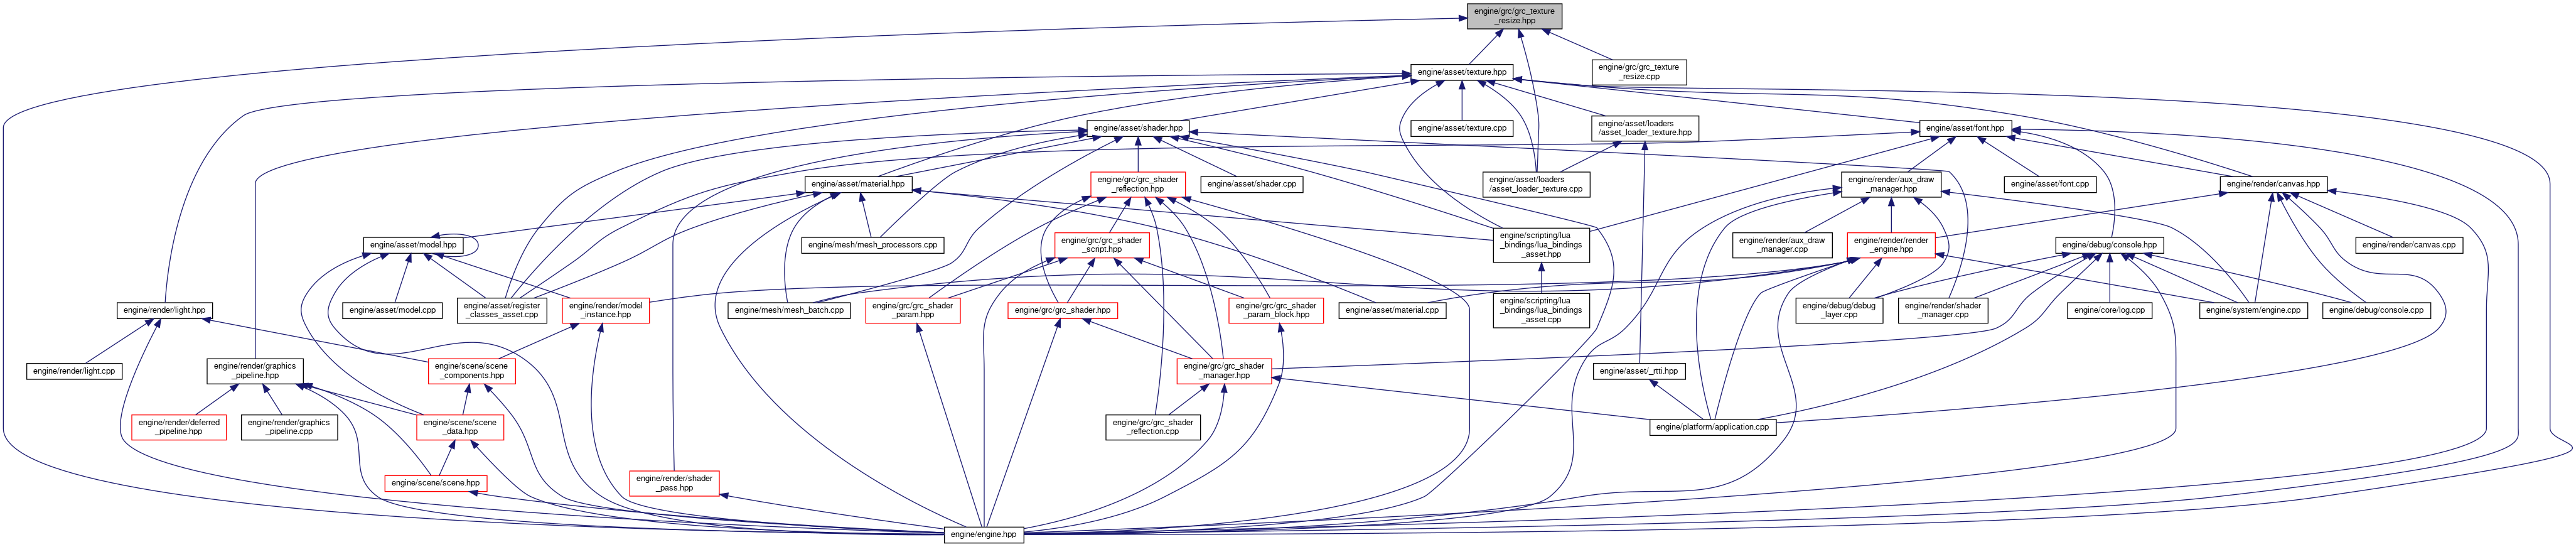 engine/grc/grc_texture
_resize.hpp
engine/asset/texture.hpp
engine/grc/grc_texture
_resize.cpp
engine/asset/shader.hpp
engine/asset/texture.cpp
engine/asset/loaders
/asset_loader_texture.hpp
engine/asset/font.hpp
engine/asset/material.hpp
engine/grc/grc_shader
_reflection.hpp
engine/asset/shader.cpp
engine/asset/loaders
/asset_loader_texture.cpp
engine/render/aux_draw
_manager.hpp
engine/asset/font.cpp
engine/render/canvas.hpp
engine/asset/model.hpp
engine/mesh/mesh_processors.cpp
engine/grc/grc_shader
_script.hpp
engine/scripting/lua
_bindings/lua_bindings
_asset.hpp
engine/render/aux_draw
_manager.cpp
engine/render/render
_engine.hpp
engine/debug/console.hpp
engine/render/canvas.cpp
engine/render/light.hpp
engine/asset/model.cpp
engine/asset/register
_classes_asset.cpp
engine/render/model
_instance.hpp
engine/mesh/mesh_batch.cpp
engine/grc/grc_shader
_param.hpp
engine/grc/grc_shader.hpp
engine/grc/grc_shader
_param_block.hpp
engine/asset/material.cpp
engine/scripting/lua
_bindings/lua_bindings
_asset.cpp
engine/debug/debug
_layer.cpp
engine/render/shader
_manager.cpp
engine/core/log.cpp
engine/system/engine.cpp
engine/debug/console.cpp
engine/render/light.cpp
engine/render/graphics
_pipeline.hpp
engine/scene/scene
_components.hpp
engine/grc/grc_shader
_manager.hpp
engine/asset/_rtti.hpp
engine/render/deferred
_pipeline.hpp
engine/render/graphics
_pipeline.cpp
engine/scene/scene
_data.hpp
engine/grc/grc_shader
_reflection.cpp
engine/platform/application.cpp
engine/scene/scene.hpp
engine/render/shader
_pass.hpp
engine/engine.hpp